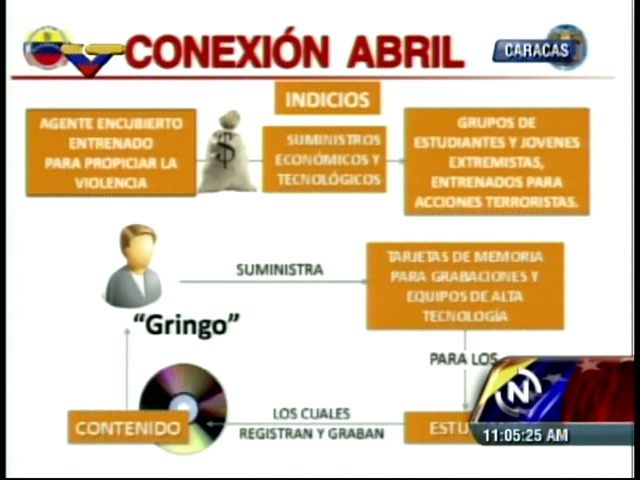 CONEXIÓN ABRIL
CARACAS
INDICIOS
AGENTE ENCUBIERTO
ENTRENADO
PARA PROPICIAR LA
VIOLENCIA
$
SUMINISTROS
ECONÓMICOS Y
TECNOLÓGICOS
GRUPOS DE
ESTUDIANTES Y JOVENES
EXTREMISTAS,
ENTRENADOS PARA
ACCIONES TERRORISTAS.
"Gringo"
SUMINISTRA
TARJETAS DE MEMORIA
PARA GRABACIONES Y
EQUIPOS DE ALTA
TECNOLOGÍA
PARA LOS
ESTU
LOS CUALES
REGISTRAN Y GRABAN
CONTENIDO
N
11:05:25 AM